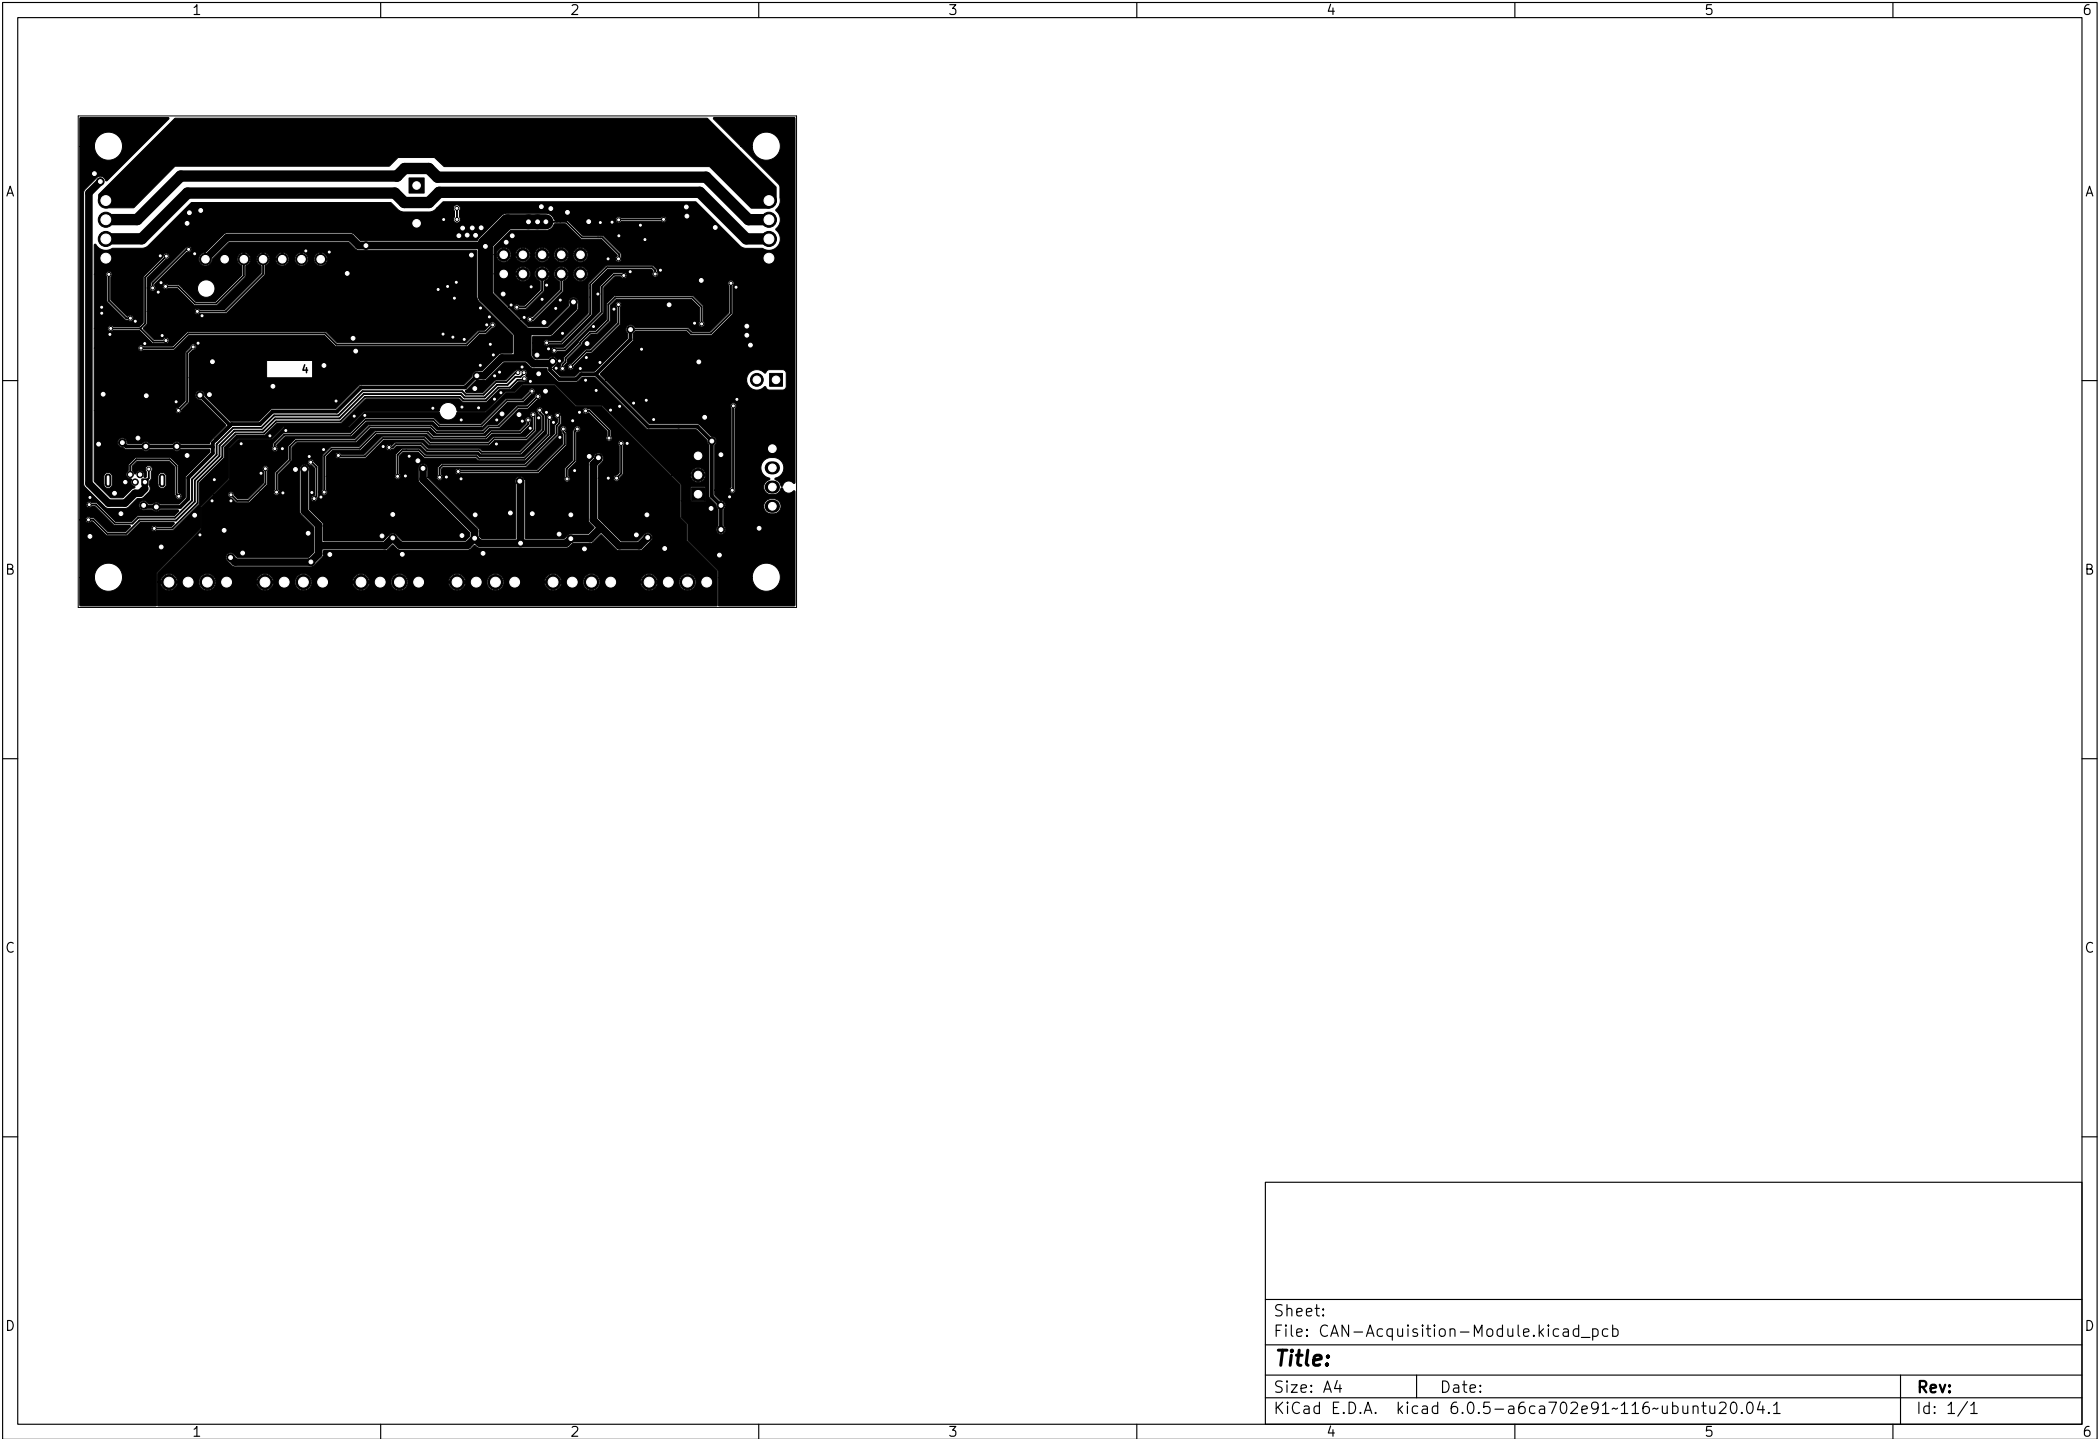 1 2 3 4 5 6
A A
4
B B
C C
D D
Sheet:
File: CAN-Acquisition-Module.kicad_pcb
Title:
Size: A4 Date: Rev:
KiCad E.D.A. kicad 6.0.5-a6ca702e91~116~ubuntu20.04.1 Id: 1/1
1 2 3 4 5 6